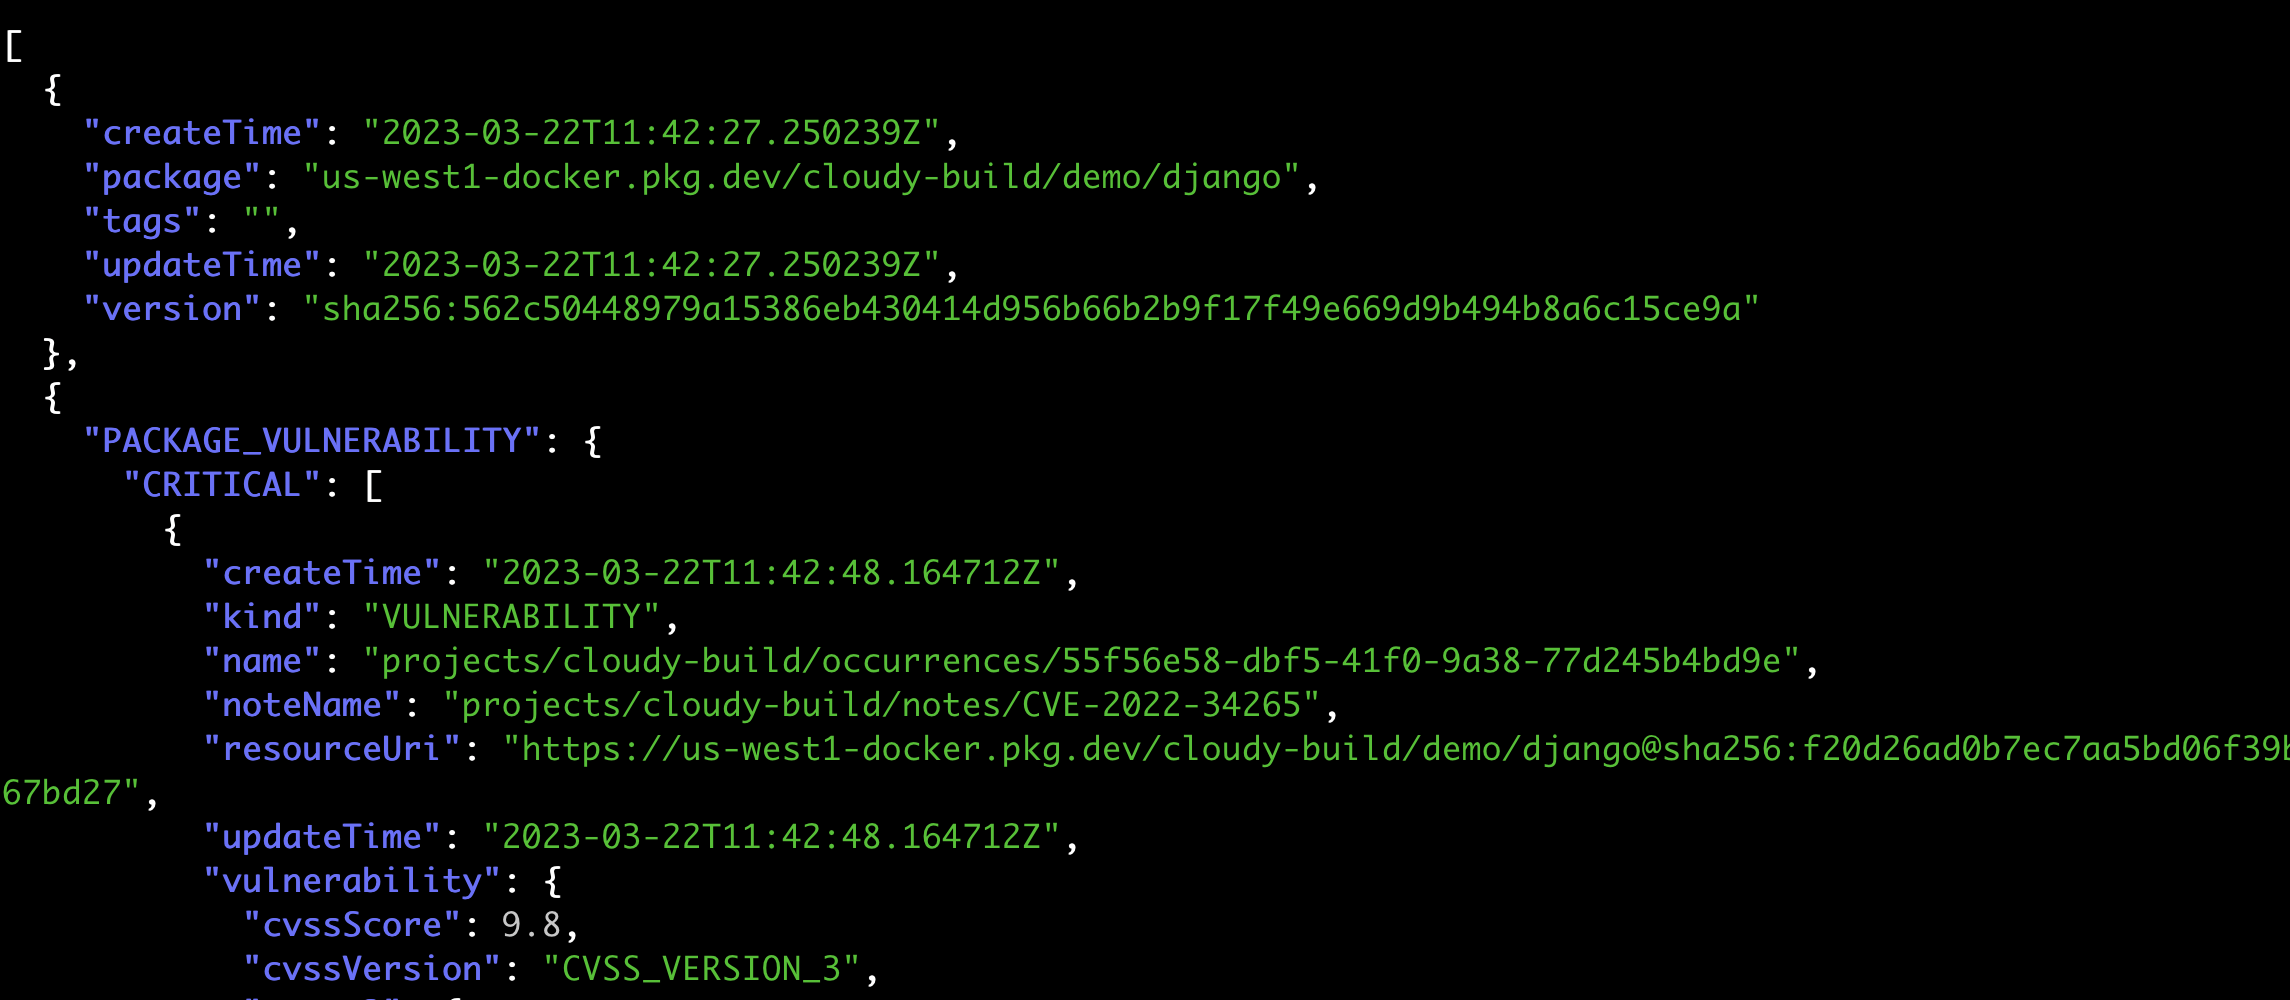 [
  {
    "createTime": "2023-03-22T11:42:27.250239Z",
    "package": "us-west1-docker.pkg.dev/cloudy-build/demo/django",
    "tags": "",
    "updateTime": "2023-03-22T11:42:27.250239Z",
    "version": "sha256:562c50448979a15386eb430414d956b66b2b9f17f49e669d9b494b8a6c15ce9a"
  },
  {
    "PACKAGE_VULNERABILITY": {
      "CRITICAL": [
        {
          "createTime": "2023-03-22T11:42:48.164712Z",
          "kind": "VULNERABILITY",
          "name": "projects/cloudy-build/occurrences/55f56e58-dbf5-41f0-9a38-77d245b4bd9e",
          "noteName": "projects/cloudy-build/notes/CVE-2022-34265",
          "resourceUri": "https://us-west1-docker.pkg.dev/cloudy-build/demo/django@sha256:f20d26ad0b7ec7aa5bd06f39b
67bd27",
          "updateTime": "2023-03-22T11:42:48.164712Z",
          "vulnerability": {
            "cvssScore": 9.8,
            "cvssVersion": "CVSS_VERSION_3",